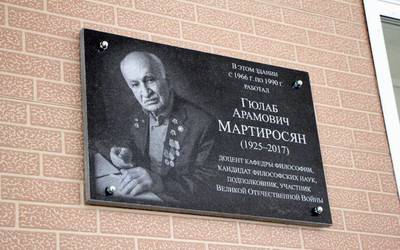 В ЭТОМ ЗДАНИИ
С 1966 Г. ПО 1990 Г.
РАБОТАЛ
ГЮЛАБ
АРАМОВИЧ
МАРТИРОСЯН
(1925–2017)
ДОЦЕНТ КАФЕДРЫ ФИЛОСОФИИ,
КАНДИДАТ ФИЛОСОФСКИХ НАУК,
ПОДПОЛКОВНИК, УЧАСТНИК
ВЕЛИКОЙ ОТЕЧЕСТВЕННОЙ ВОЙНЫ